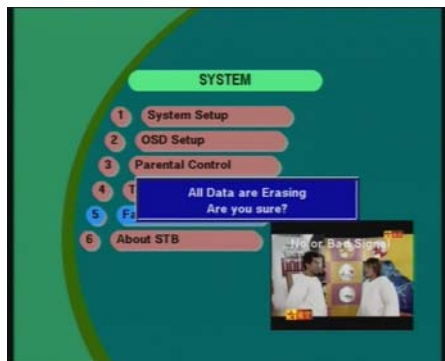 SYSTEM
1 System Setup
2 OSD Setup
3 Parental Control
4 T
All Data are Erasing
Are you sure?
5 Fa
6 About STB
No or Bad Signal